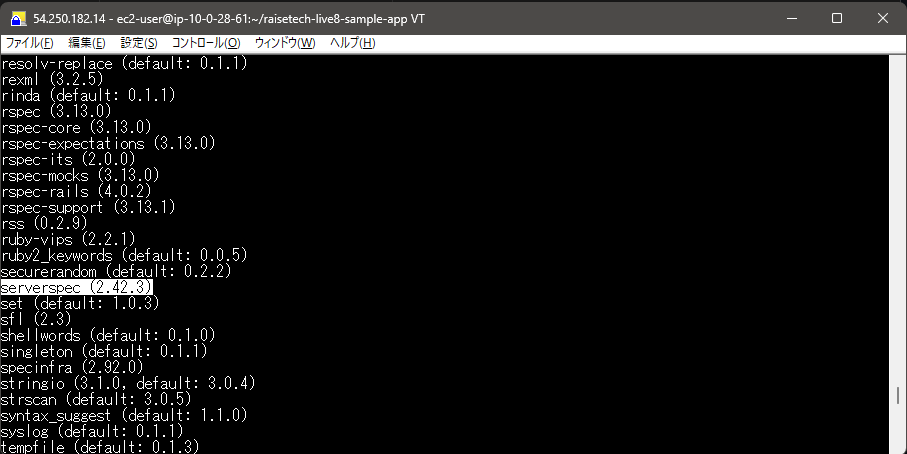 54.250.182.14 - ec2-user@ip-10-0-28-61:~/raisetech-live8-sample-app VT
ファイル(F) 編集(E) 設定(S) コントロール(O) ウィンドウ(W) ヘルプ(H)
resolv-replace (default: 0.1.1)
rexml (3.2.5)
rinda (default: 0.1.1)
rspec (3.13.0)
rspec-core (3.13.0)
rspec-expectations (3.13.0)
rspec-its (2.0.0)
rspec-mocks (3.13.0)
rspec-rails (4.0.2)
rspec-support (3.13.1)
rss (0.2.9)
ruby-vips (2.2.1)
ruby2_keywords (default: 0.0.5)
securerandom (default: 0.2.2)
serverspec (2.42.3)
set (default: 1.0.3)
sfl (2.3)
shellwords (default: 0.1.0)
singleton (default: 0.1.1)
specinfra (2.92.0)
stringio (3.1.0, default: 3.0.4)
strscan (default: 3.0.5)
syntax_suggest (default: 1.1.0)
syslog (default: 0.1.1)
tempfile (default: 0.1.3)